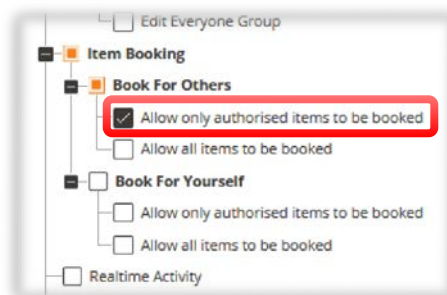 Edit Everyone Group
Item Booking
Book For Others
Allow only authorised items to be booked
Allow all items to be booked
Book For Yourself
Allow only authorised items to be booked
Allow all items to be booked
Realtime Activity